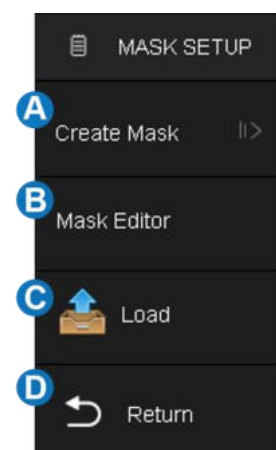 MASK SETUP
A
Create Mask
B
Mask Editor
C
Load
D
Return